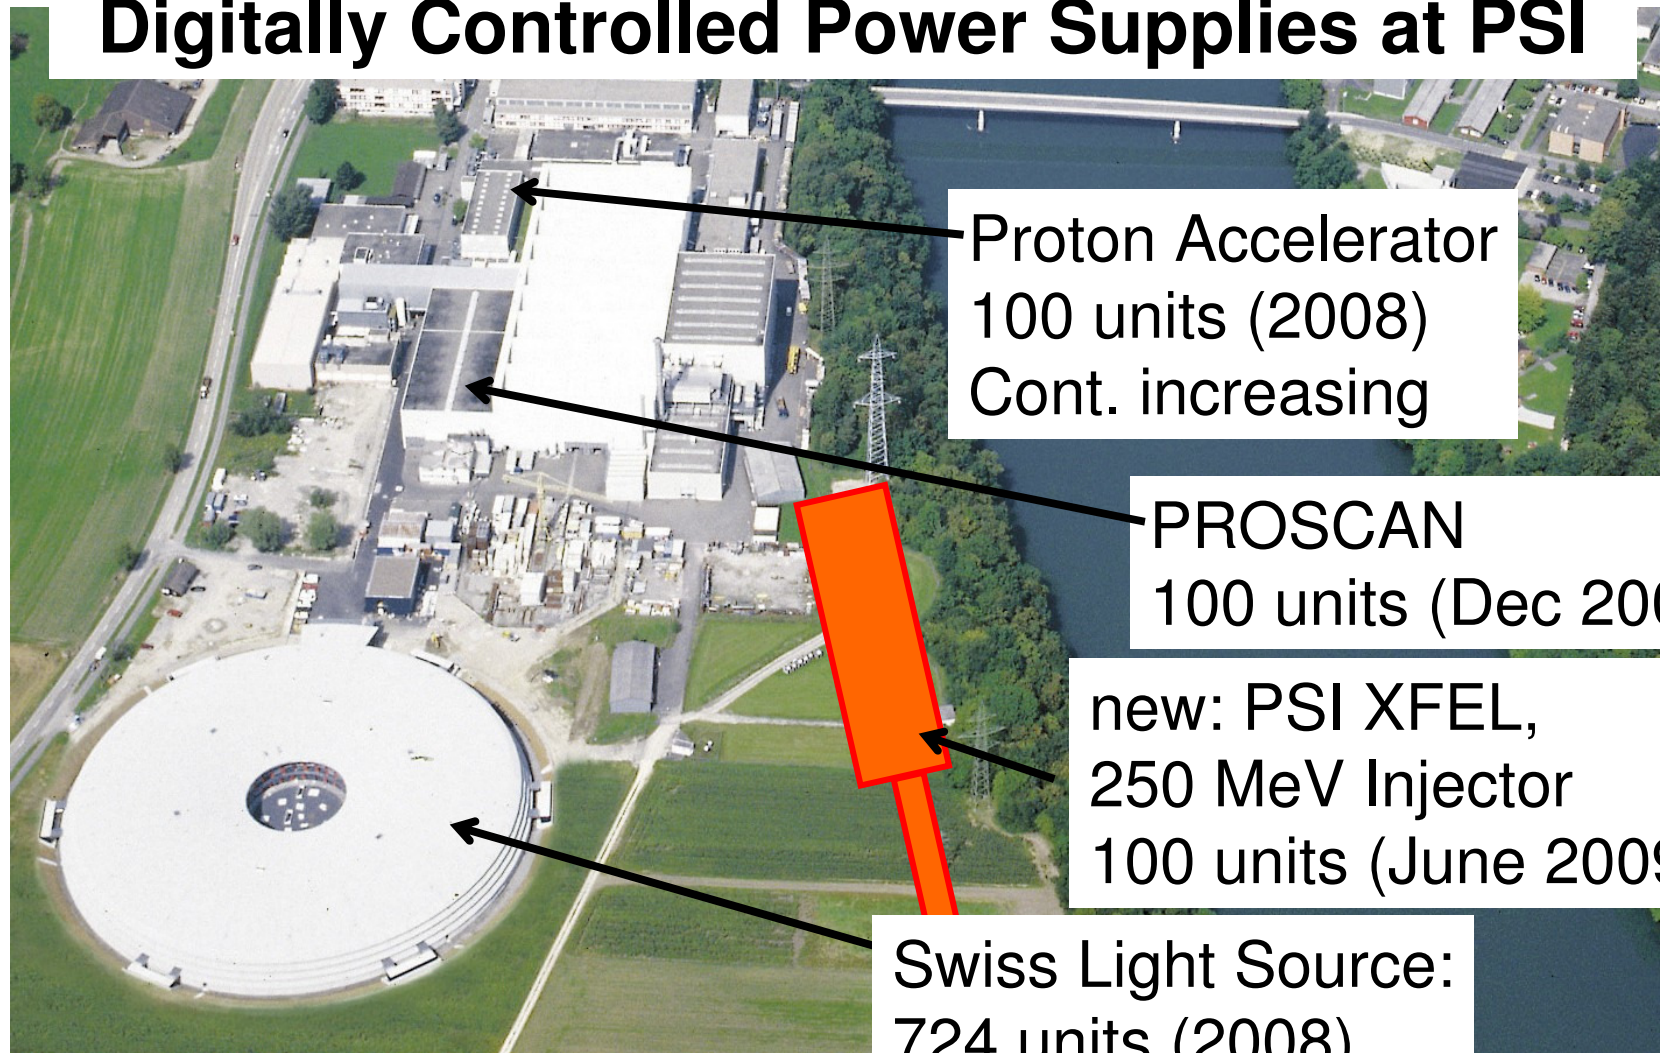 Digitally Controlled Power Supplies at PSI
Proton Accelerator
100 units (2008)
Cont. increasing
PROSCAN
100 units (Dec
new: PSI XFEL,
250 MeV Injector
100 units (June 2009
Swiss Light Source:
724 units (2008)